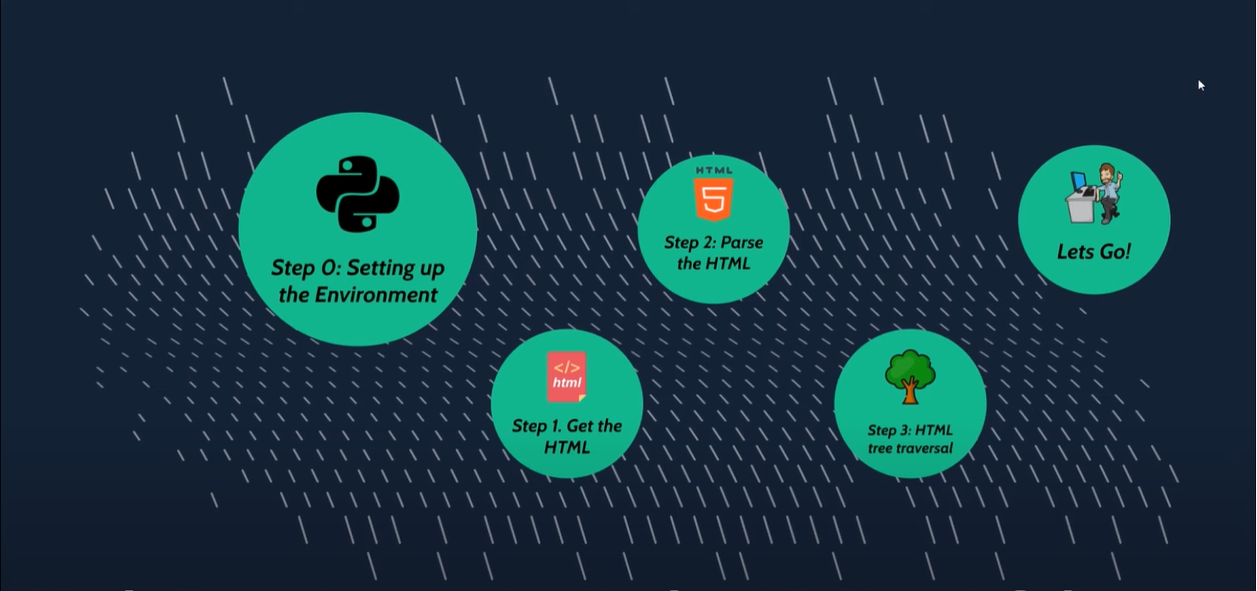 Step 0: Setting up
the Environment
</>
html
Step 1. Get the
HTML
HTML
5
Step 2: Parse
the HTML
Step 3: HTML
tree traversal
Lets Go!